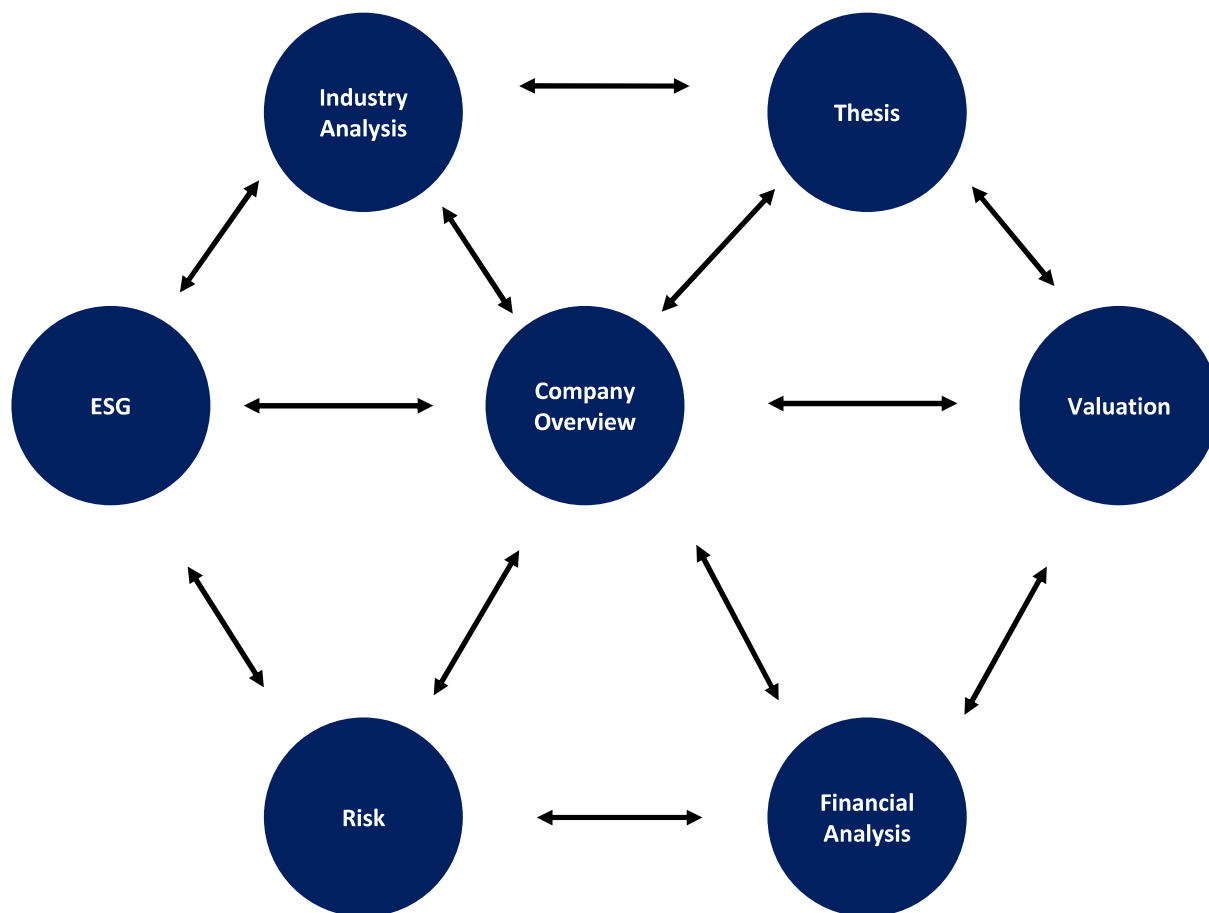 Industry
Analysis
Thesis
ESG
Company
Overview
Valuation
Risk
Financial
Analysis